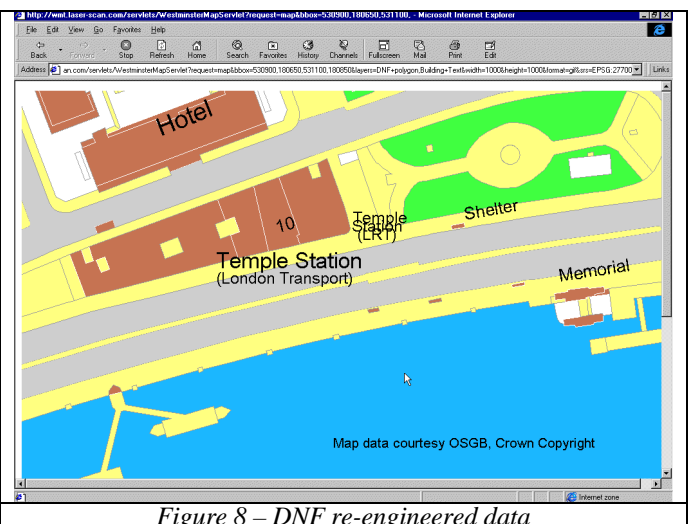 http://wmt.laser-scan.com/servlets/WestminsterMapServlet?request=map&bbox=530900,180650,531100, - Microsoft Internet Explorer
File Edit View Go Favorites Help
Back Forward Stop Refresh Home Search Favorites History Channels Fullscreen Mail Print Edit
Address an.com/servlets/WestminsterMapServlet?request=map&bbox=530900,180650,531100,180850&layers=DNF+polygon,Building+Text&width=1000&height=1000&format=gif&srs=EPSG:27700 Links
Hotel
10
Temple
Station
(LRT)
Shelter
Temple Station
(London Transport)
Memorial
Map data courtesy OSGB, Crown Copyright
Internet zone
Figure 8 – DNF re-engineered data